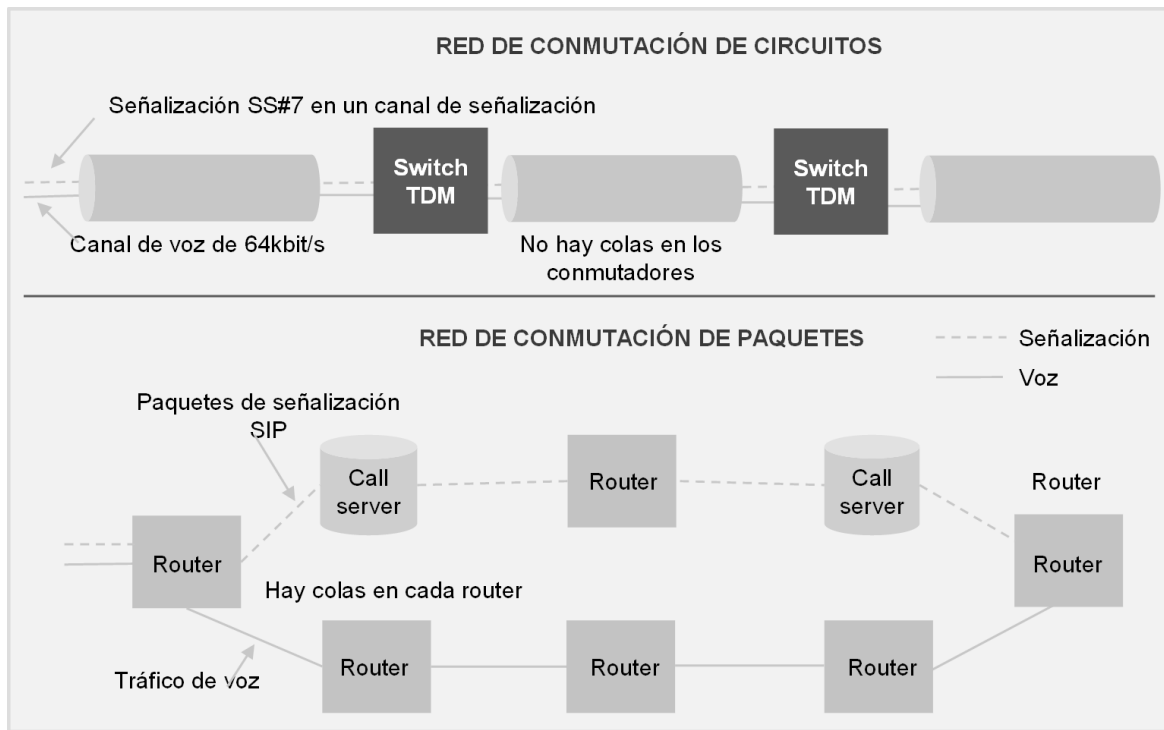 RED DE CONMUTACIÓN DE CIRCUITOS
Señalización SS#7 en un canal de señalización
Switch
TDM
Switch
TDM
Canal de voz de 64kbit/s
No hay colas en los
conmutadores
RED DE CONMUTACIÓN DE PAQUETES
Señalización
Voz
Paquetes de señalización
SIP
Call
server
Router
Call
server
Router
Router
Router
Hay colas en cada router
Router
Router
Router
Tráfico de voz